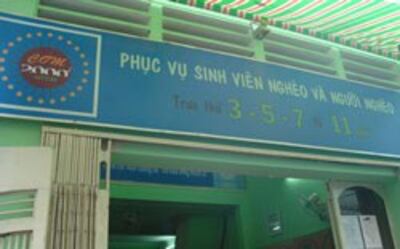 CƠM
2000
PHỤC VỤ SINH VIÊN NGHÈO VÀ NGƯỜI NGHÈO
Trưa thứ 3 - 5 - 7 11